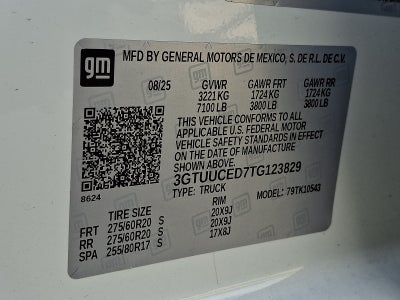 gm
MFD BY GENERAL MOTORS DE MEXICO, S. DE R.L. DE C.V.
08/25 GVWR GAWR FRT GAWR RR
3221 KG 1724 KG 1724 KG
7100 LB 3800 LB 3800 LB
THIS VEHICLE CONFORMS TO ALL
APPLICABLE U.S. FEDERAL MOTOR
VEHICLE SAFETY STANDARDS IN EFFECT
ON THE DATE OF MANUFACTURE
SHOWN ABOVE.
3GTUUCED7TG123829
TYPE: TRUCK MODEL: 79TK10543
8624
TIRE SIZE RIM
FRT 275/60R20 S 20X9J
RR 275/60R20 S 20X9J
SPA 255/80R17 S 17X8J